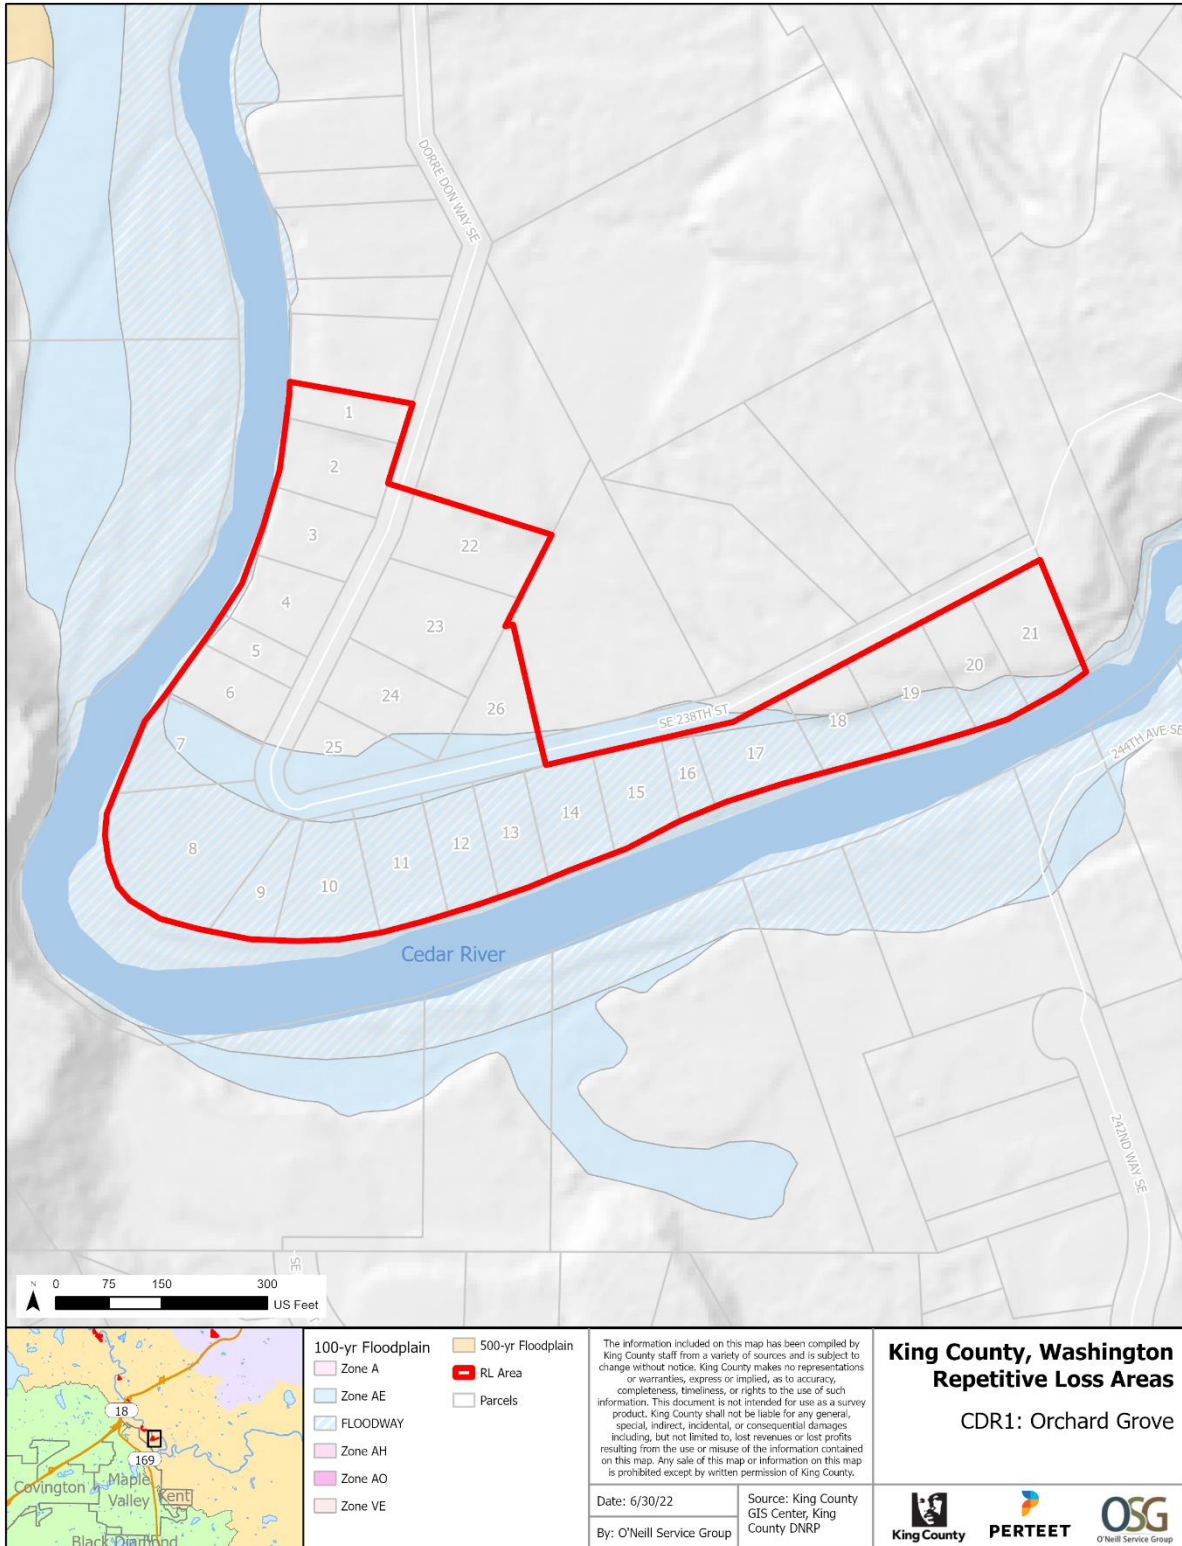 DORRE DON WAY SE
1
2
3
22
4
23
5
21
20
6
24
26
19
SE 238TH ST
18
7
25
17
244TH AVE SE
16
15
14
13
12
8
11
10
9
Cedar River
242ND WAY SE
SE
N 0 75 150 300
US Feet
18
169
Covington
Maple
Valley
Kent
Black Diamond
100-yr Floodplain
Zone A
Zone AE
FLOODWAY
Zone AH
Zone AO
Zone VE
500-yr Floodplain
RL Area
Parcels
The information included on this map has been compiled by
King County staff from a variety of sources and is subject to
change without notice. King County makes no representations
or warranties, express or implied, as to accuracy,
completeness, timeliness, or rights to the use of such
information. This document is not intended for use as a survey
product. King County shall not be liable for any general,
special, indirect, incidental, or consequential damages
including, but not limited to, lost revenues or lost profits
resulting from the use or misuse of the information contained
on this map. Any sale of this map or information on this map
is prohibited except by written permission of King County.
Date: 6/30/22
By: O'Neill Service Group
Source: King County
GIS Center, King
County DNRP
King County, Washington
Repetitive Loss Areas
CDR1: Orchard Grove
King County
PERTEET
OSG
O'Neill Service Group